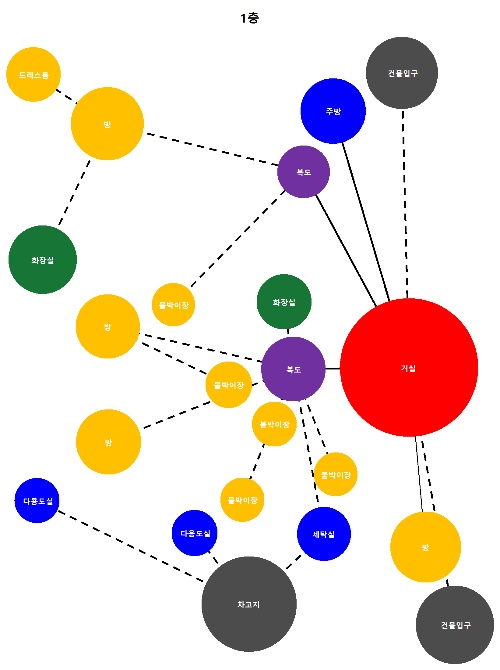 1층
건물입구
드레스룸
주방
방
복도
화장실
붙박이장
화장실
방
복도
거실
붙박이장
붙박이장
방
붙박이장
붙박이장
다용도실
다용도실
세탁실
방
차고지
건물입구